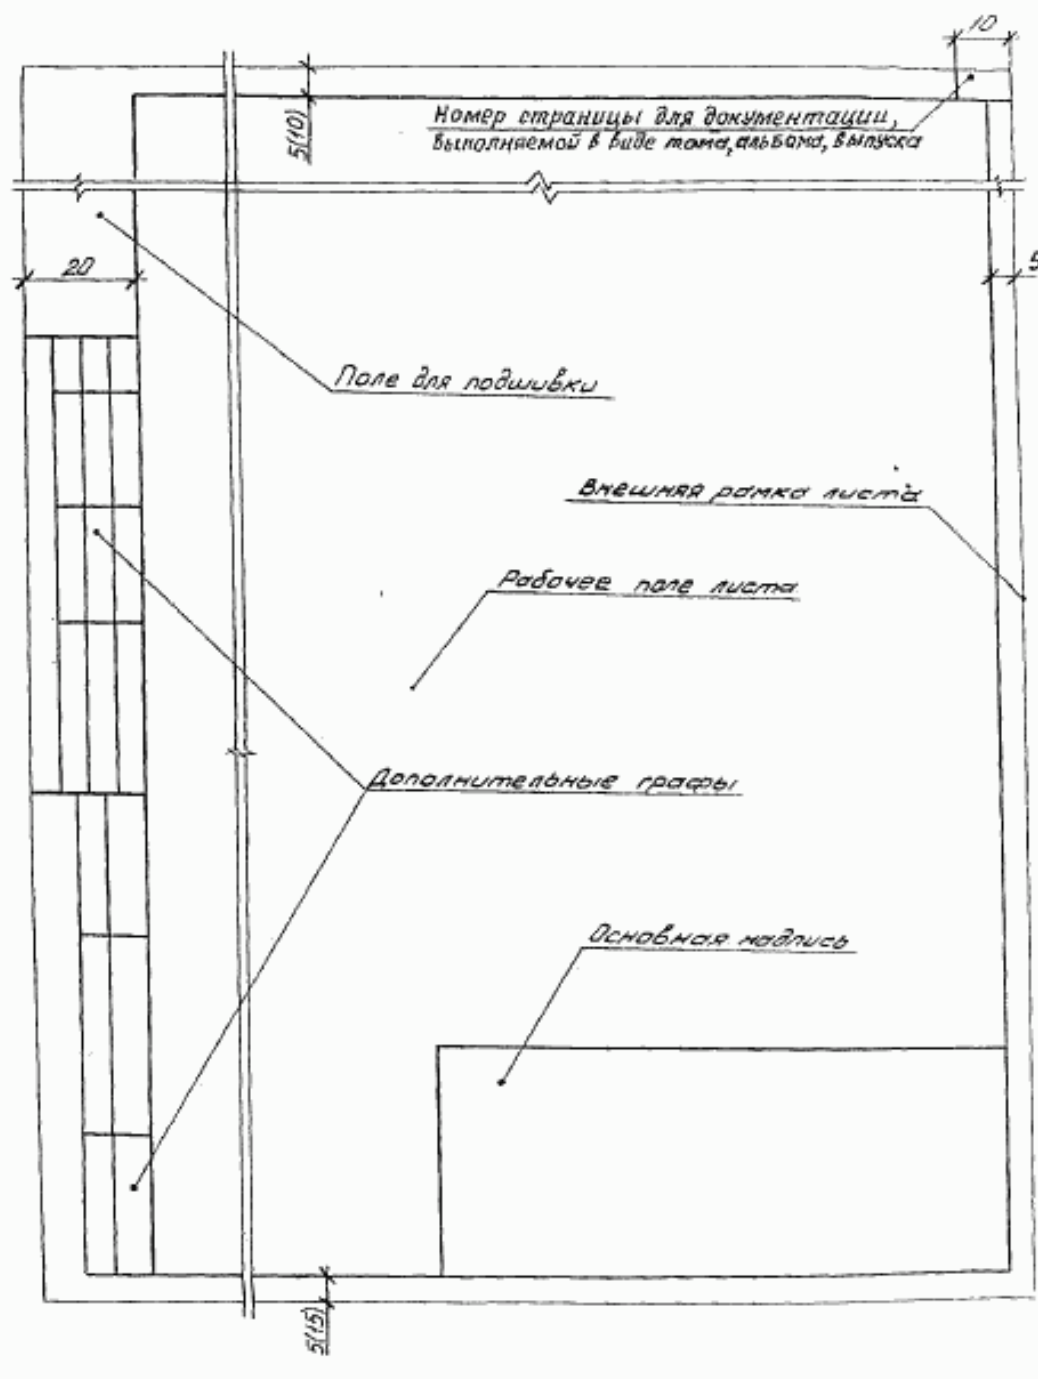 10
5(10)
Номер страницы для документации,
выполняемой в виде тома, альбома, выпуска
20
5
Поле для подшивки
Внешняя рамка листа
Рабочее поле листа
Дополнительные графы
Основная надпись
5(15)